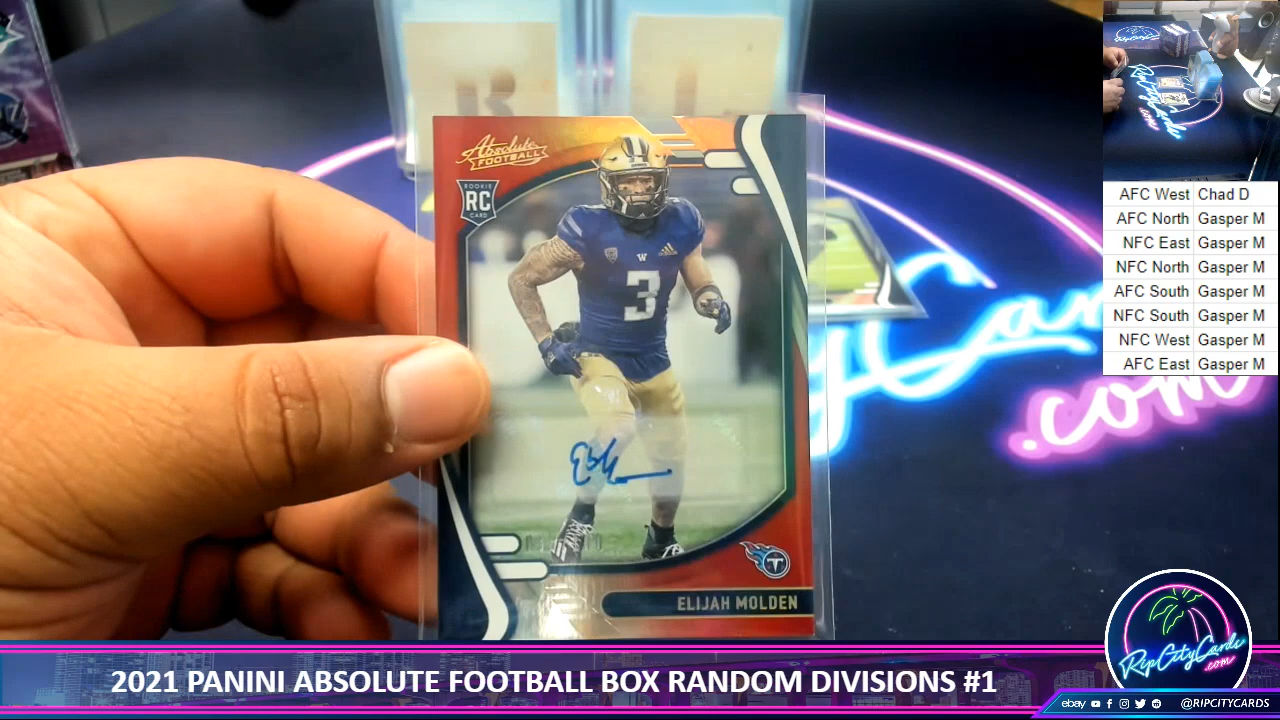 Absolute
FOOTBALL
ROOKIE
RC
CARD
W
3
T
ELIJAH MOLDEN
.com
AFC West Chad D
AFC North Gasper M
NFC East Gasper M
NFC North Gasper M
AFC South Gasper M
NFC South Gasper M
NFC West Gasper M
AFC East Gasper M
RipCityCards
.com
2021 PANINI ABSOLUTE FOOTBALL BOX RANDOM DIVISIONS #1
ebay @RIPCITYCARDS